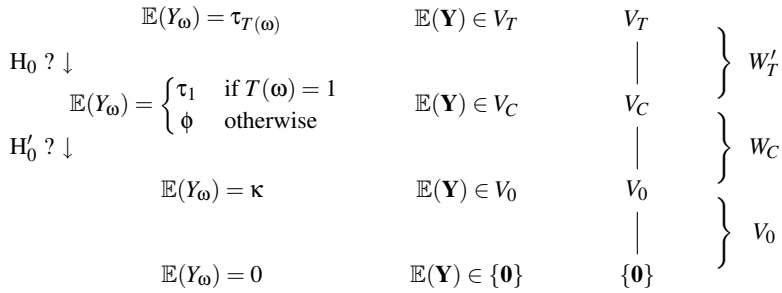 𝔼(Y_ω) = τ_{T(ω)} 𝔼(𝐘) ∈ V_T V_T
H₀ ? ↓ W′_T
𝔼(Y_ω) = { τ₁ if T(ω) = 1 𝔼(𝐘) ∈ V_C V_C
ϕ otherwise
H′₀ ? ↓ W_C
𝔼(Y_ω) = κ 𝔼(𝐘) ∈ V₀ V₀
V₀
𝔼(Y_ω) = 0 𝔼(𝐘) ∈ {𝟎} {𝟎}